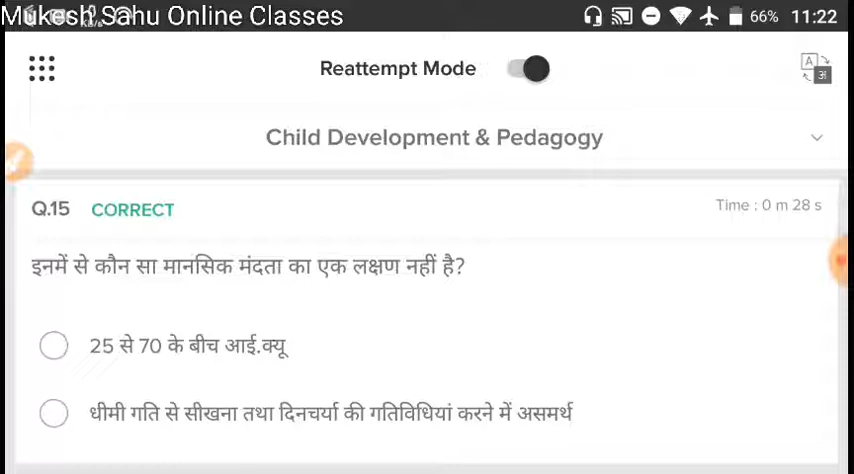 Mukesh Sahu Online Classes
66% 11:22
Reattempt Mode
Child Development & Pedagogy
Q.15 CORRECT
Time : 0 m 28 s
इनमें से कौन सा मानसिक मंदता का एक लक्षण नहीं है?
25 से 70 के बीच आई.क्यू
धीमी गति से सीखना तथा दिनचर्या की गतिविधियां करने में असमर्थ